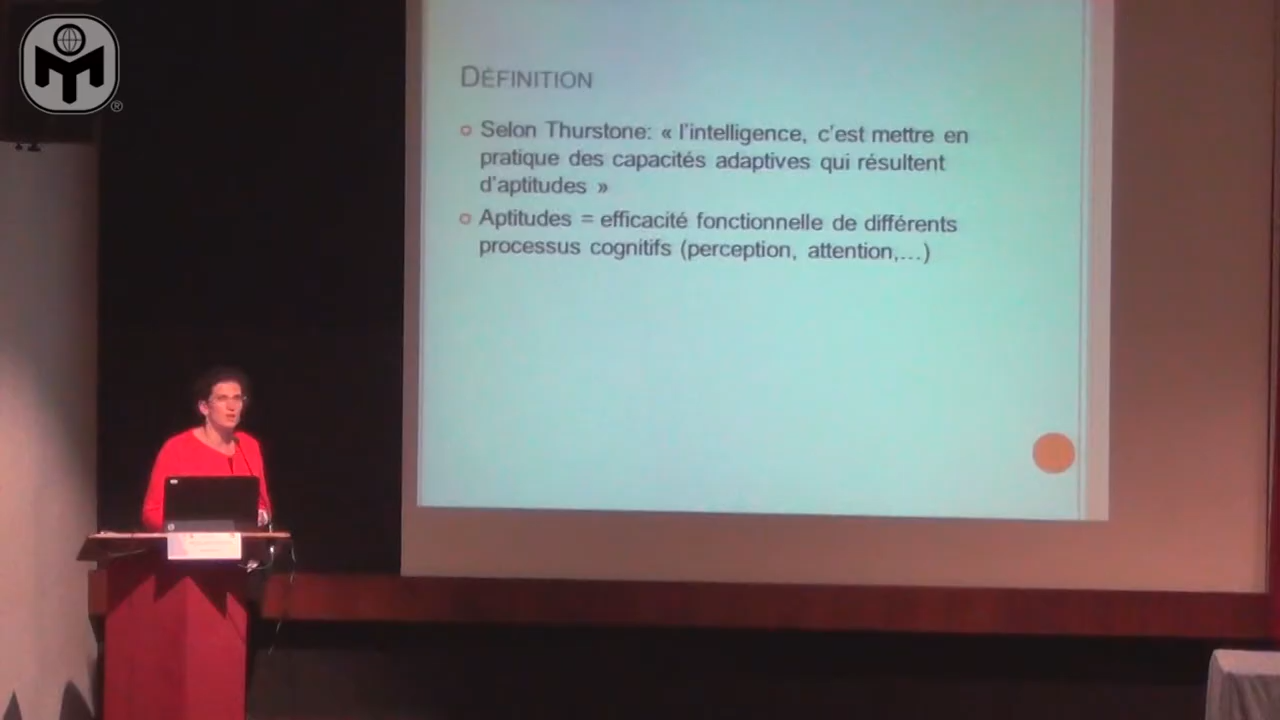 DÉFINITION
Selon Thurstone: « l'intelligence, c'est mettre en
pratique des capacités adaptives qui résultent
d'aptitudes »
Aptitudes = efficacité fonctionnelle de différents
processus cognitifs (perception, attention,...)
®